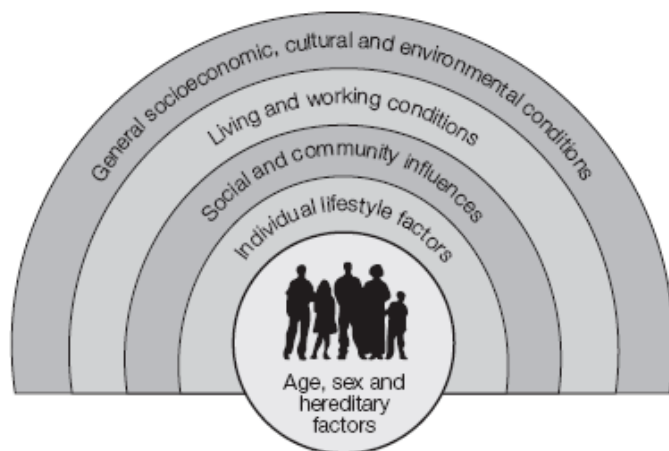 General socioeconomic, cultural and environmental conditions
Living and working conditions
Social and community influences
Individual lifestyle factors
Age, sex and
hereditary
factors